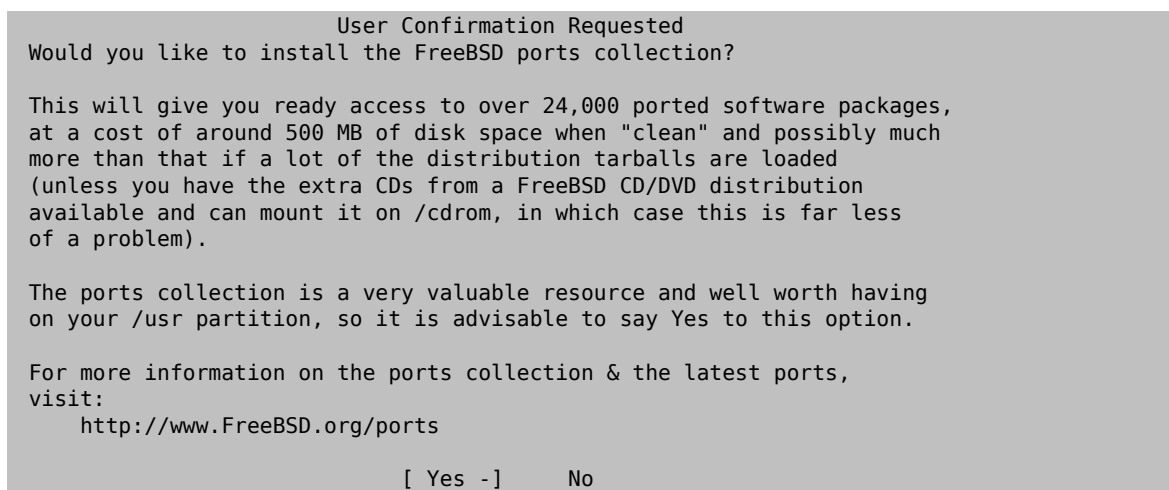 User Confirmation Requested
Would you like to install the FreeBSD ports collection?
This will give you ready access to over 24,000 ported software packages,
at a cost of around 500 MB of disk space when "clean" and possibly much
more than that if a lot of the distribution tarballs are loaded
(unless you have the extra CDs from a FreeBSD CD/DVD distribution
available and can mount it on /cdrom, in which case this is far less
of a problem).
The ports collection is a very valuable resource and well worth having
on your /usr partition, so it is advisable to say Yes to this option.
For more information on the ports collection & the latest ports,
visit:
http://www.FreeBSD.org/ports
[ Yes -] No